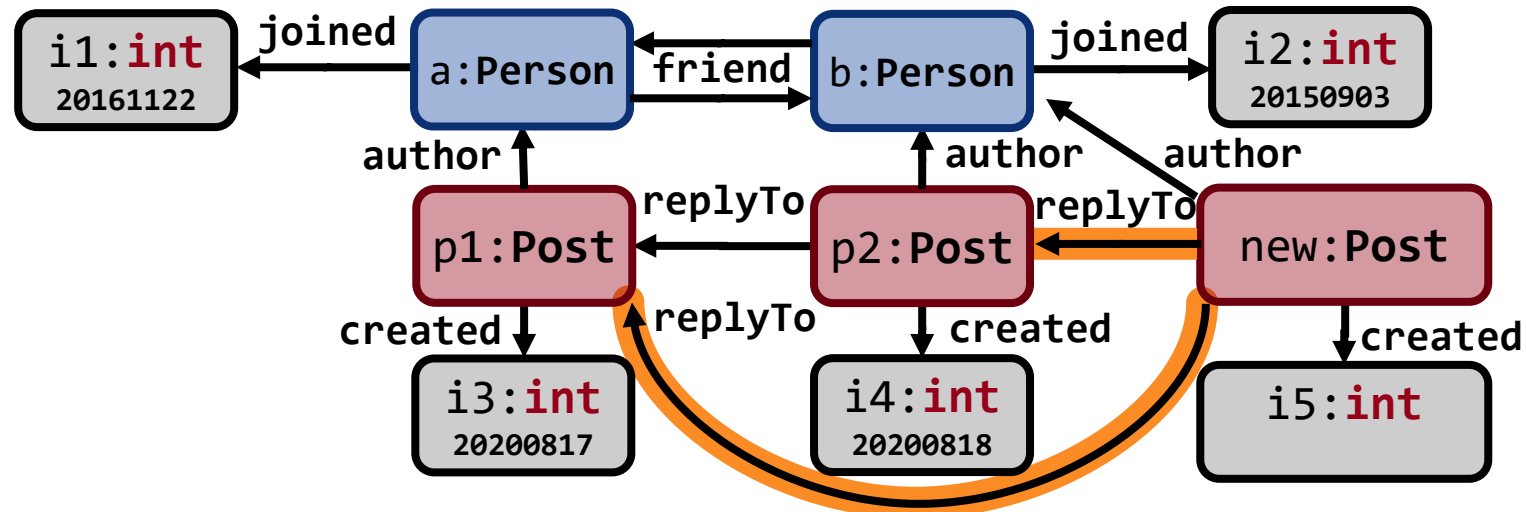 i1:int
20161122
joined
a:Person
friend
b:Person
joined
i2:int
20150903
author
author
author
p1:Post
replyTo
p2:Post
replyTo
new:Post
created
replyTo
created
created
i3:int
20200817
i4:int
20200818
i5:int